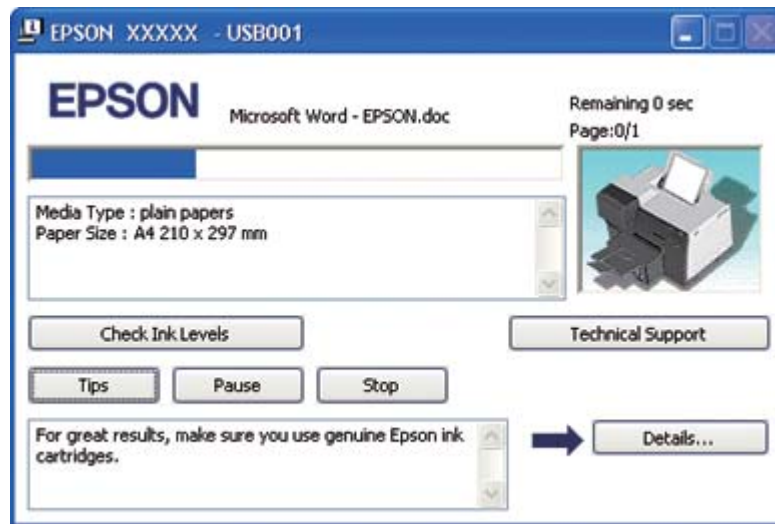 EPSON XXXXX - USB001
EPSON
Microsoft Word - EPSON.doc
Remaining 0 sec
Page:0/1
Media Type : plain papers
Paper Size : A4 210 x 297 mm
Check Ink Levels
Technical Support
Tips
Pause
Stop
For great results, make sure you use genuine Epson ink
cartridges.
Details...